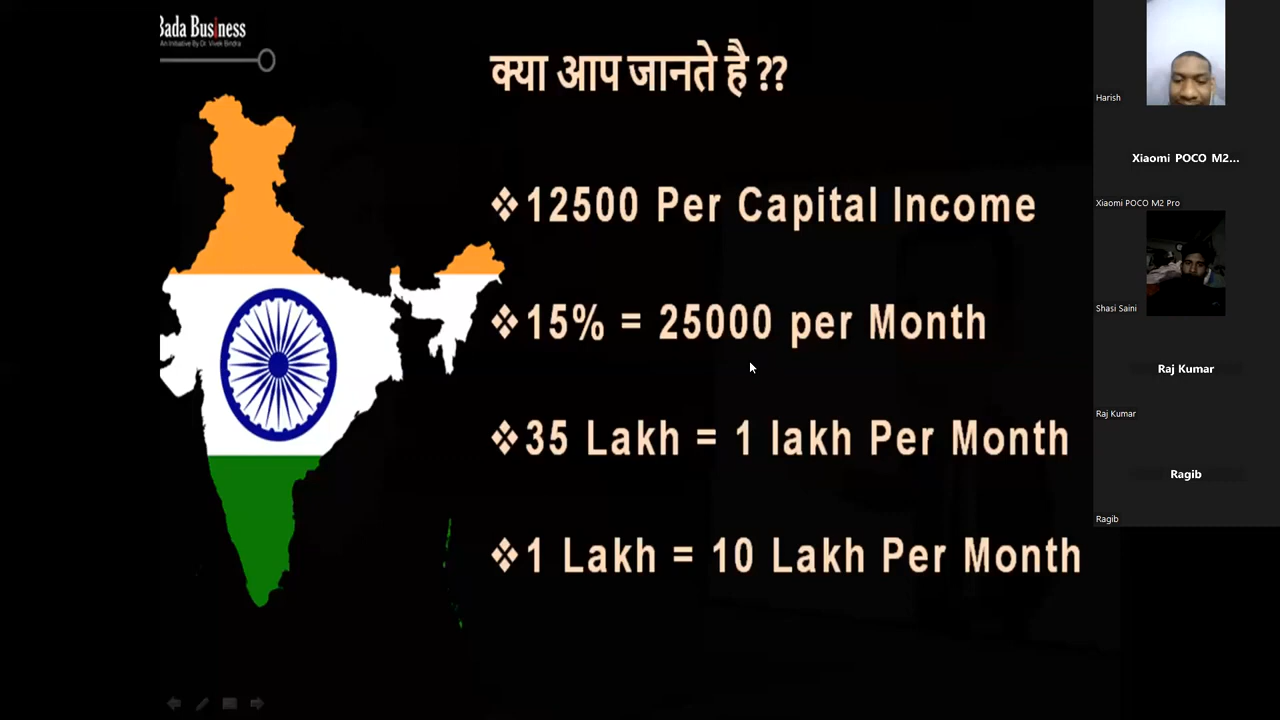 Bada Business
An Initiative By Dr. Vivek Bindra
क्या आप जानते है ??
❖12500 Per Capital Income
❖15% = 25000 per Month
❖35 Lakh = 1 lakh Per Month
❖1 Lakh = 10 Lakh Per Month
Harish
Xiaomi POCO M2...
Xiaomi POCO M2 Pro
Shasi Saini
Raj Kumar
Raj Kumar
Ragib
Ragib